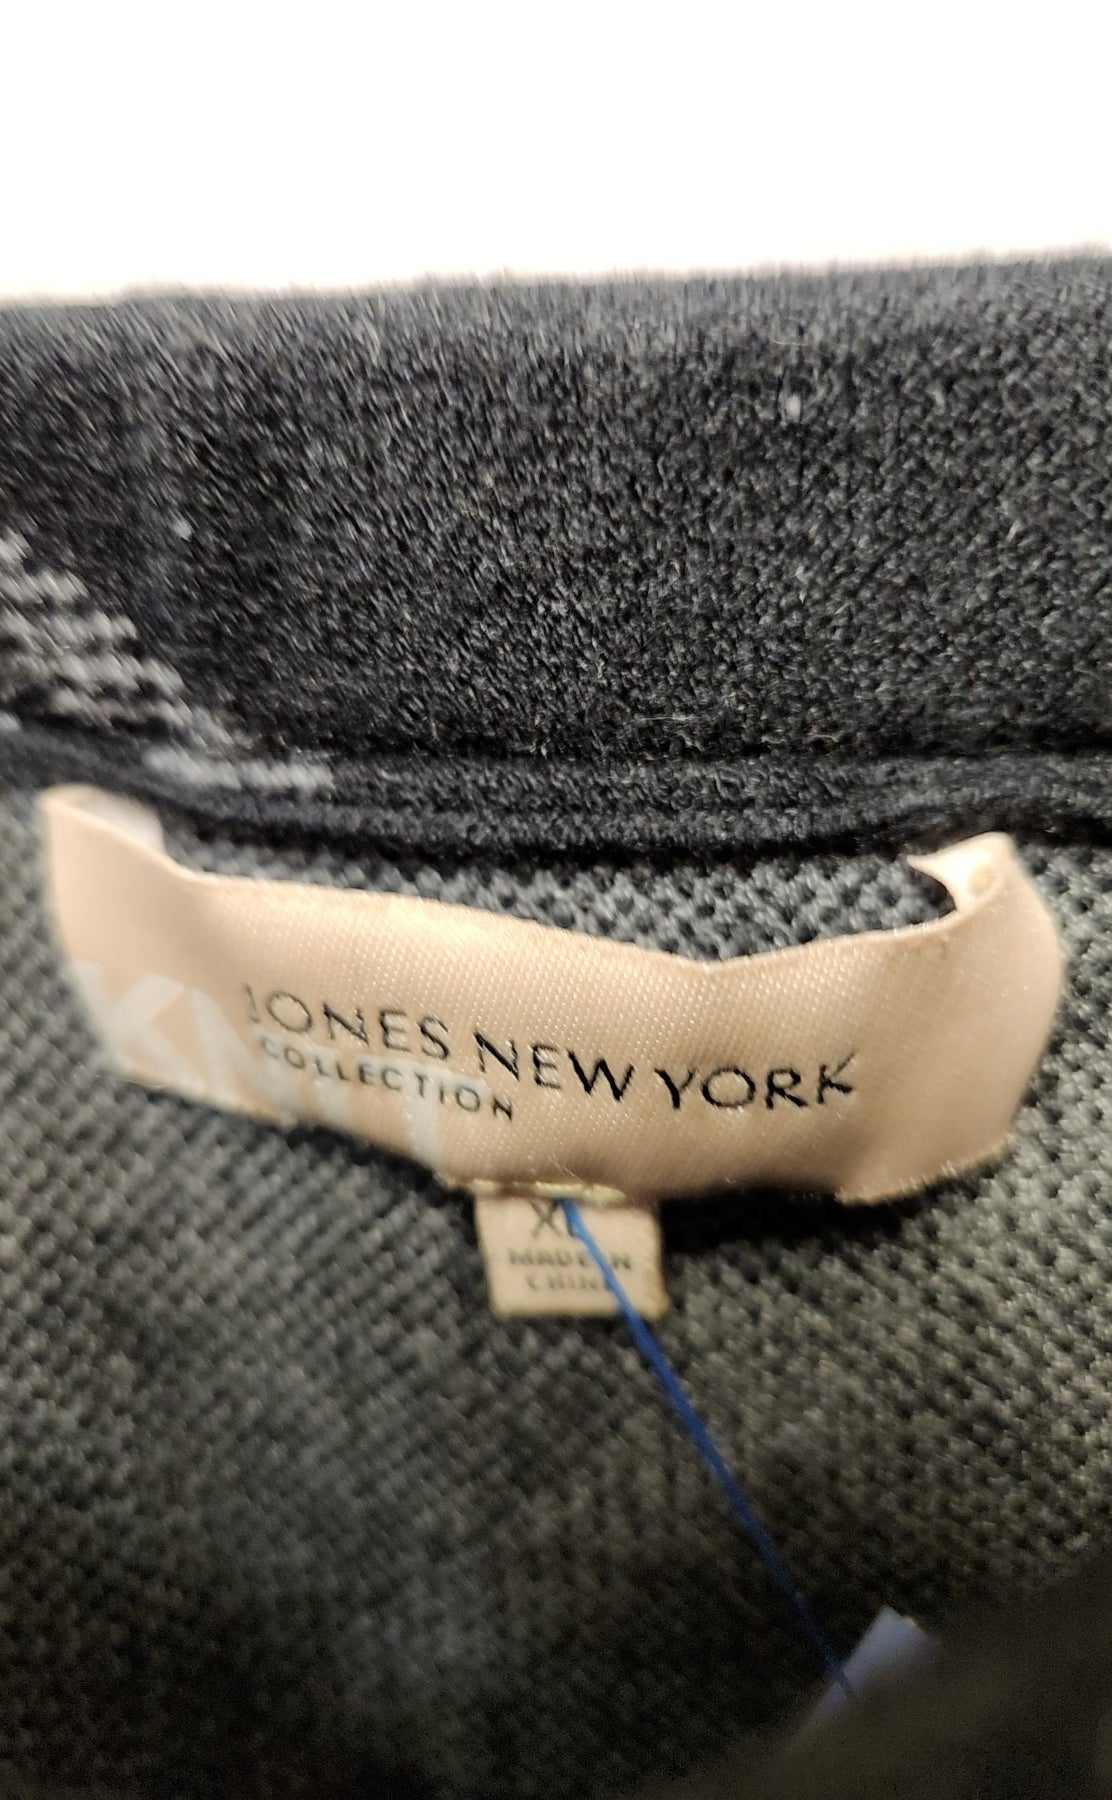 JONES NEW YORK
COLLECTION
XL
MADE IN
CHINA